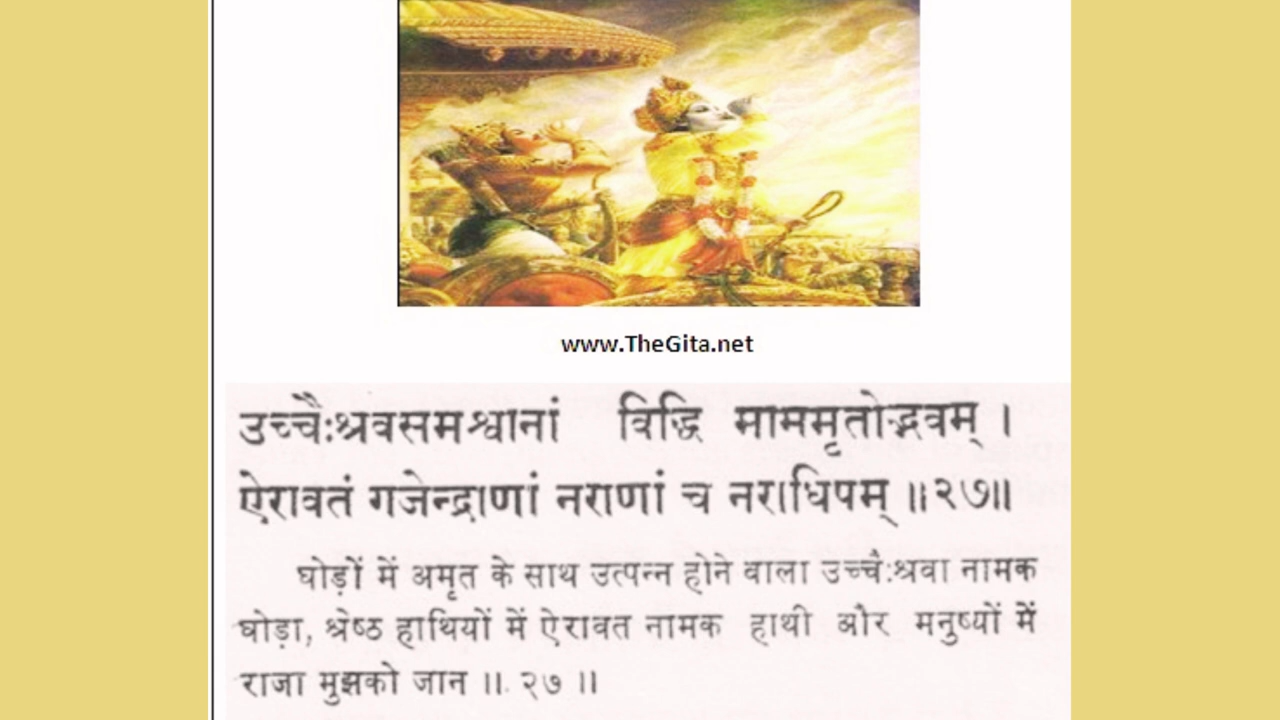 www.TheGita.net
उच्चैःश्रवसमश्वानां विद्धि माममृतोद्भवम् ।
ऐरावतं गजेन्द्राणां नराणां च नराधिपम् ॥२७॥
घोड़ों में अमृत के साथ उत्पन्न होने वाला उच्चैःश्रवा नामक
घोड़ा, श्रेष्ठ हाथियों में ऐरावत नामक हाथी और मनुष्यों में
राजा मुझको जान ॥ २७ ॥